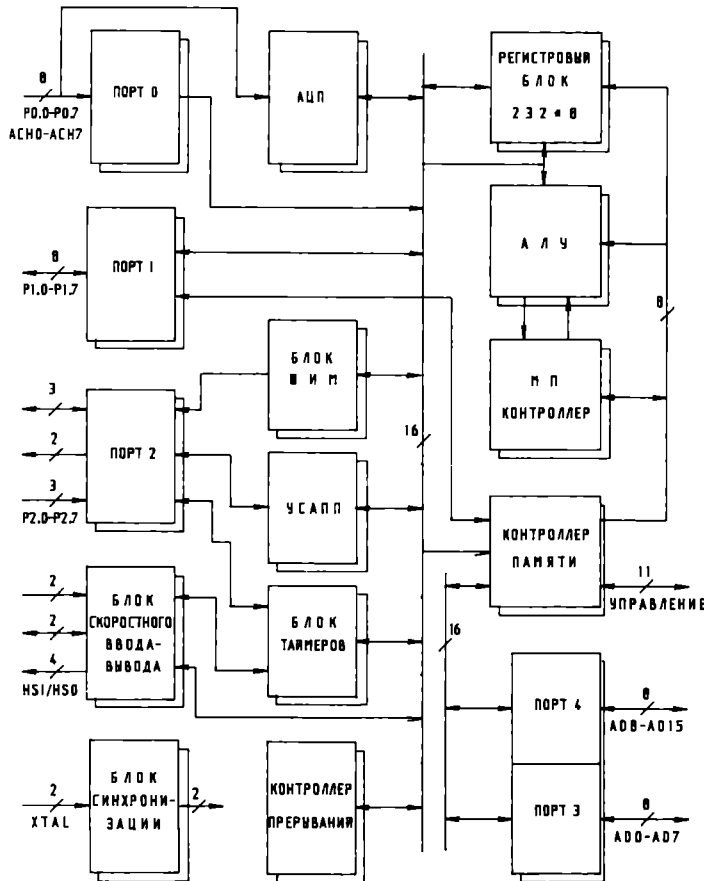 8
P0.0-P0.7
ACH0-ACH7
ПОРТ 0
АЦП
РЕГИСТРОВЫЙ
БЛОК
232*8
8
P1.0-P1.7
ПОРТ 1
АЛУ
8
МП
КОНТРОЛЛЕР
БЛОК
ШИМ
16
3
2
3
P2.0-P2.7
ПОРТ 2
УСАПП
КОНТРОЛЛЕР
ПАМЯТИ
11
УПРАВЛЕНИЕ
2
2
4
HSI/HSO
БЛОК
СКОРОСТНОГО
ВВОДА-
ВЫВОДА
БЛОК
ТАЙМЕРОВ
16
ПОРТ 4
8
AD8-AD15
2
XTAL
БЛОК
СИНХРОНИ-
ЗАЦИИ
2
КОНТРОЛЛЕР
ПРЕРЫВАНИЯ
ПОРТ 3
8
AD0-AD7